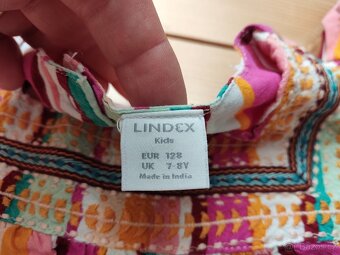 LINDEX
Kids
EUR 128
UK 7-8Y
Made in India